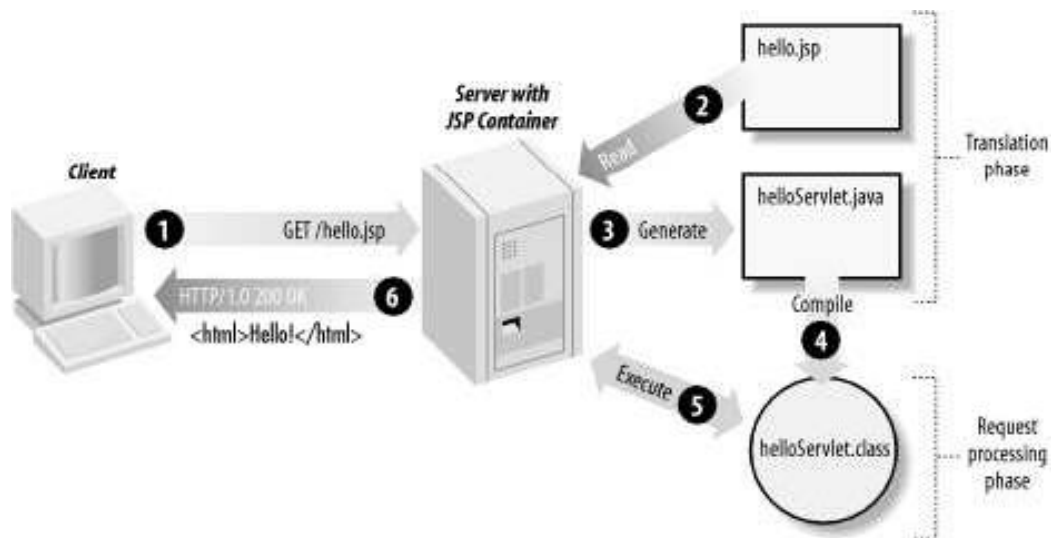 hello.jsp
Server with
JSP Container
2
Read
Translation
phase
Client
helloServlet.java
1
GET /hello.jsp
3
Generate
HTTP/1.0 200 OK
6
<html>Hello!</html>
Compile
4
Execute
5
helloServlet.class
Request
processing
phase